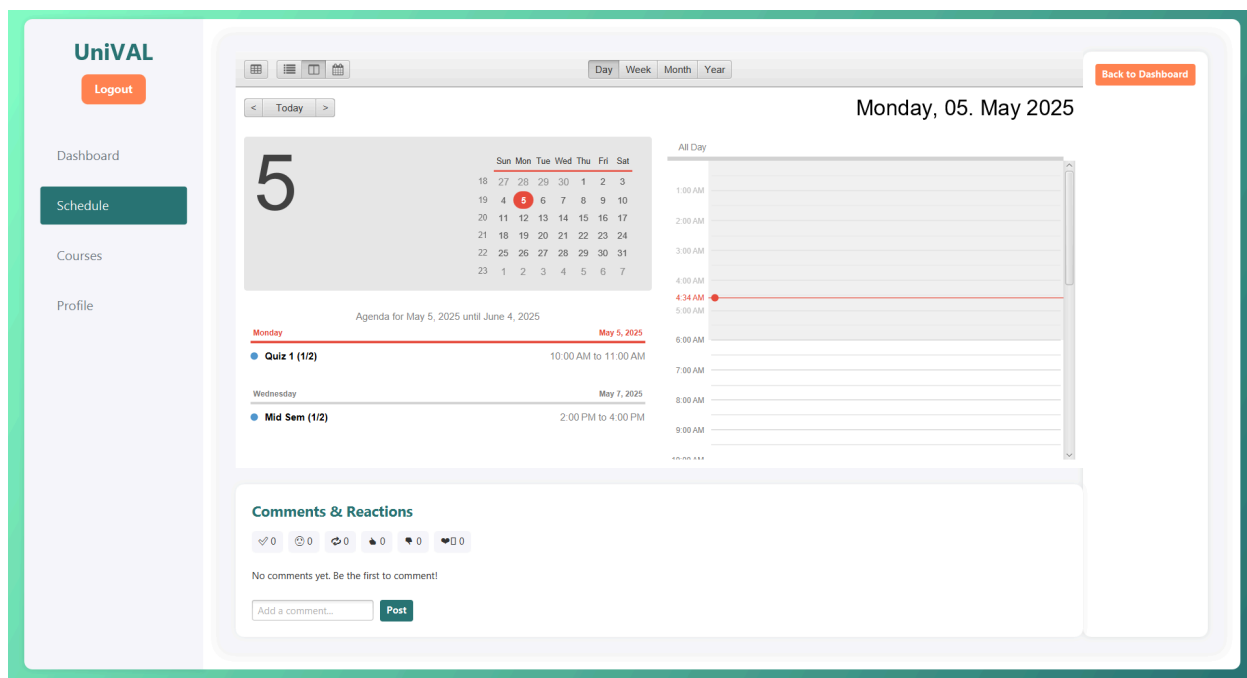 UniVAL
Logout
Dashboard
Schedule
Courses
Profile
Day Week Month Year
Back to Dashboard
< Today >
Monday, 05. May 2025
5
Sun Mon Tue Wed Thu Fri Sat
18 27 28 29 30 1 2 3
19 4 5 6 7 8 9 10
20 11 12 13 14 15 16 17
21 18 19 20 21 22 23 24
22 25 26 27 28 29 30 31
23 1 2 3 4 5 6 7
Agenda for May 5, 2025 until June 4, 2025
Monday May 5, 2025
Quiz 1 (1/2) 10:00 AM to 11:00 AM
Wednesday May 7, 2025
Mid Sem (1/2) 2:00 PM to 4:00 PM
All Day
1:00 AM
2:00 AM
3:00 AM
4:00 AM
4:34 AM
5:00 AM
6:00 AM
7:00 AM
8:00 AM
9:00 AM
10:00 AM
Comments & Reactions
0 0 0 0 0 0
No comments yet. Be the first to comment!
Add a comment... Post